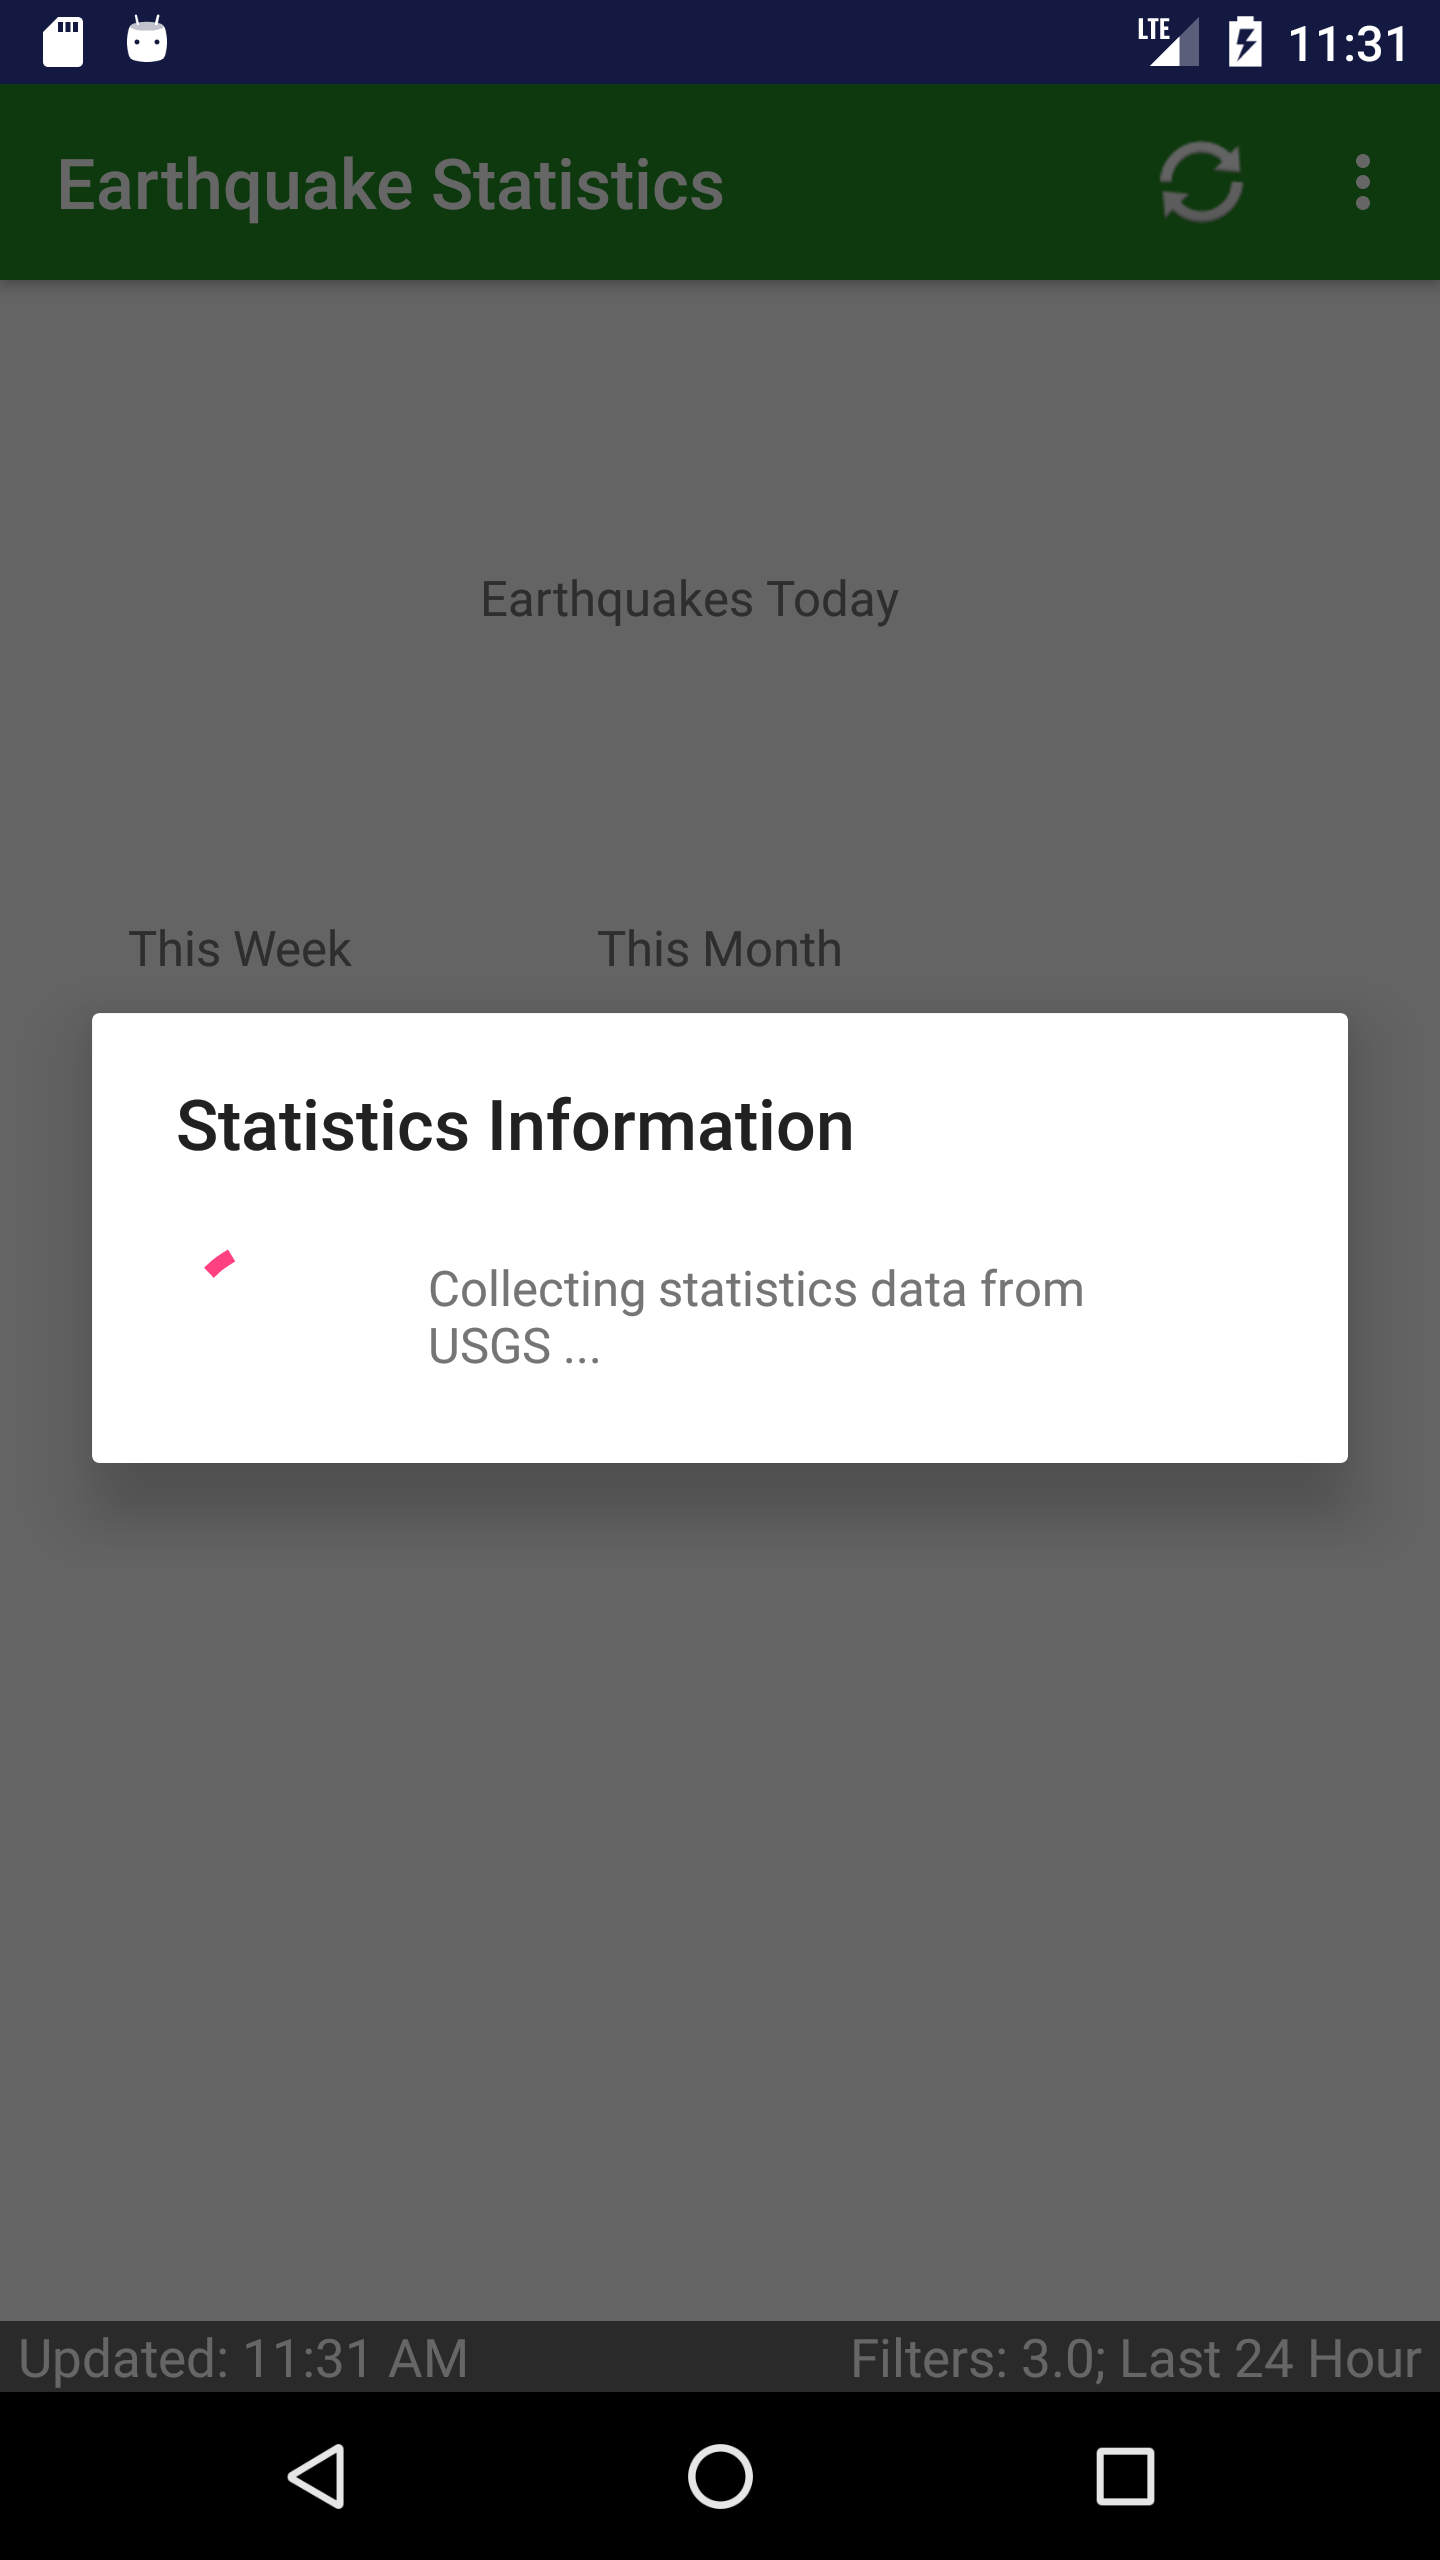 LTE 11:31
Earthquake Statistics
Earthquakes Today
This Week This Month
Statistics Information
Collecting statistics data from
USGS ...
Updated: 11:31 AM Filters: 3.0; Last 24 Hour